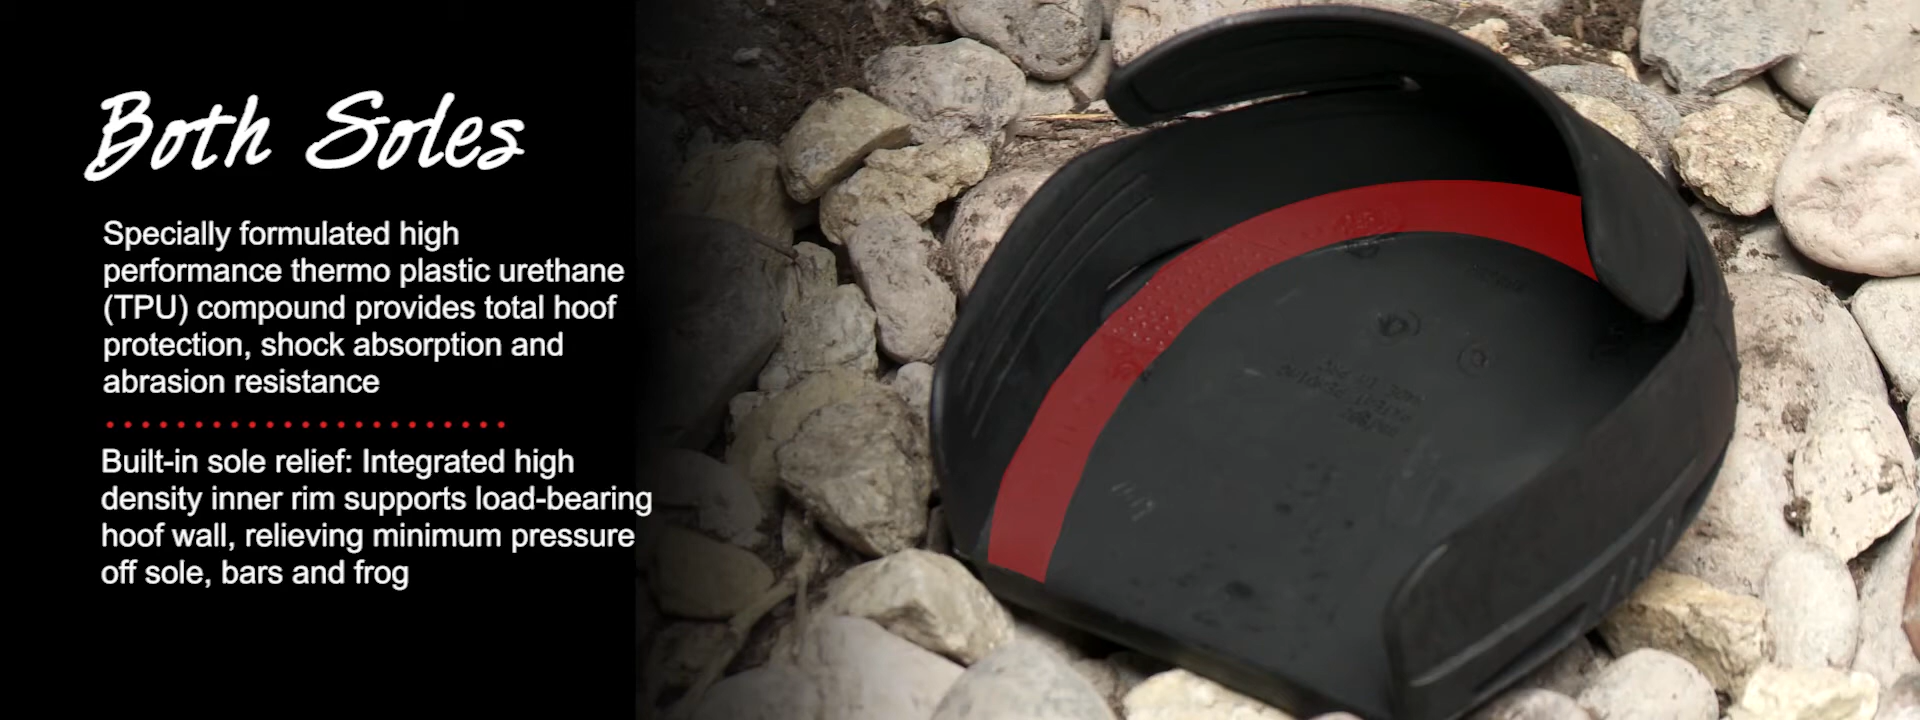 Both Soles
Specially formulated high
performance thermo plastic urethane
(TPU) compound provides total hoof
protection, shock absorption and
abrasion resistance
Built-in sole relief: Integrated high
density inner rim supports load-bearing
hoof wall, relieving minimum pressure
off sole, bars and frog